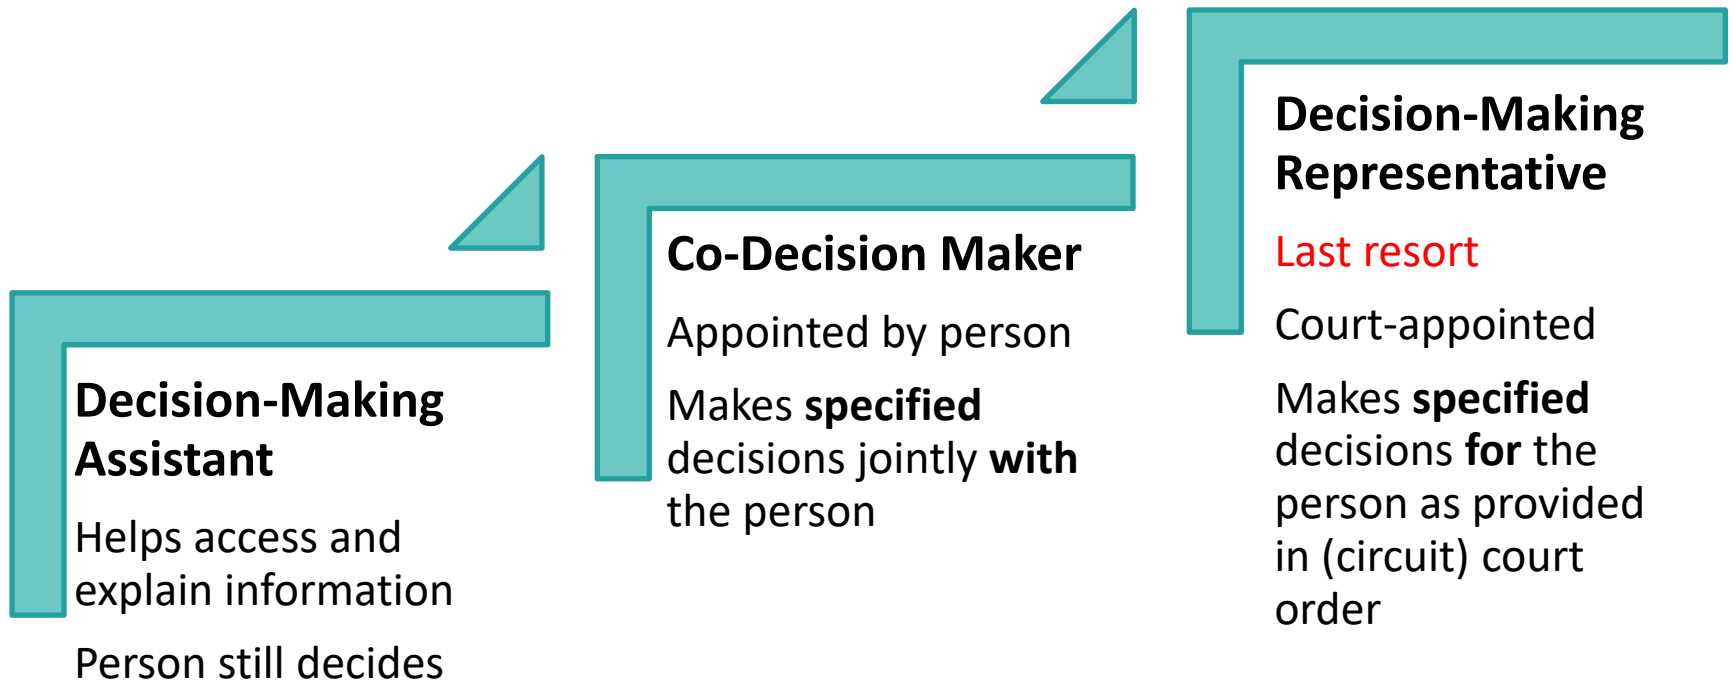 Decision-Making
Assistant
Helps access and
explain information
Person still decides
Co-Decision Maker
Appointed by person
Makes specified
decisions jointly with
the person
Decision-Making
Representative
Last resort
Court-appointed
Makes specified
decisions for the
person as provided
in (circuit) court
order